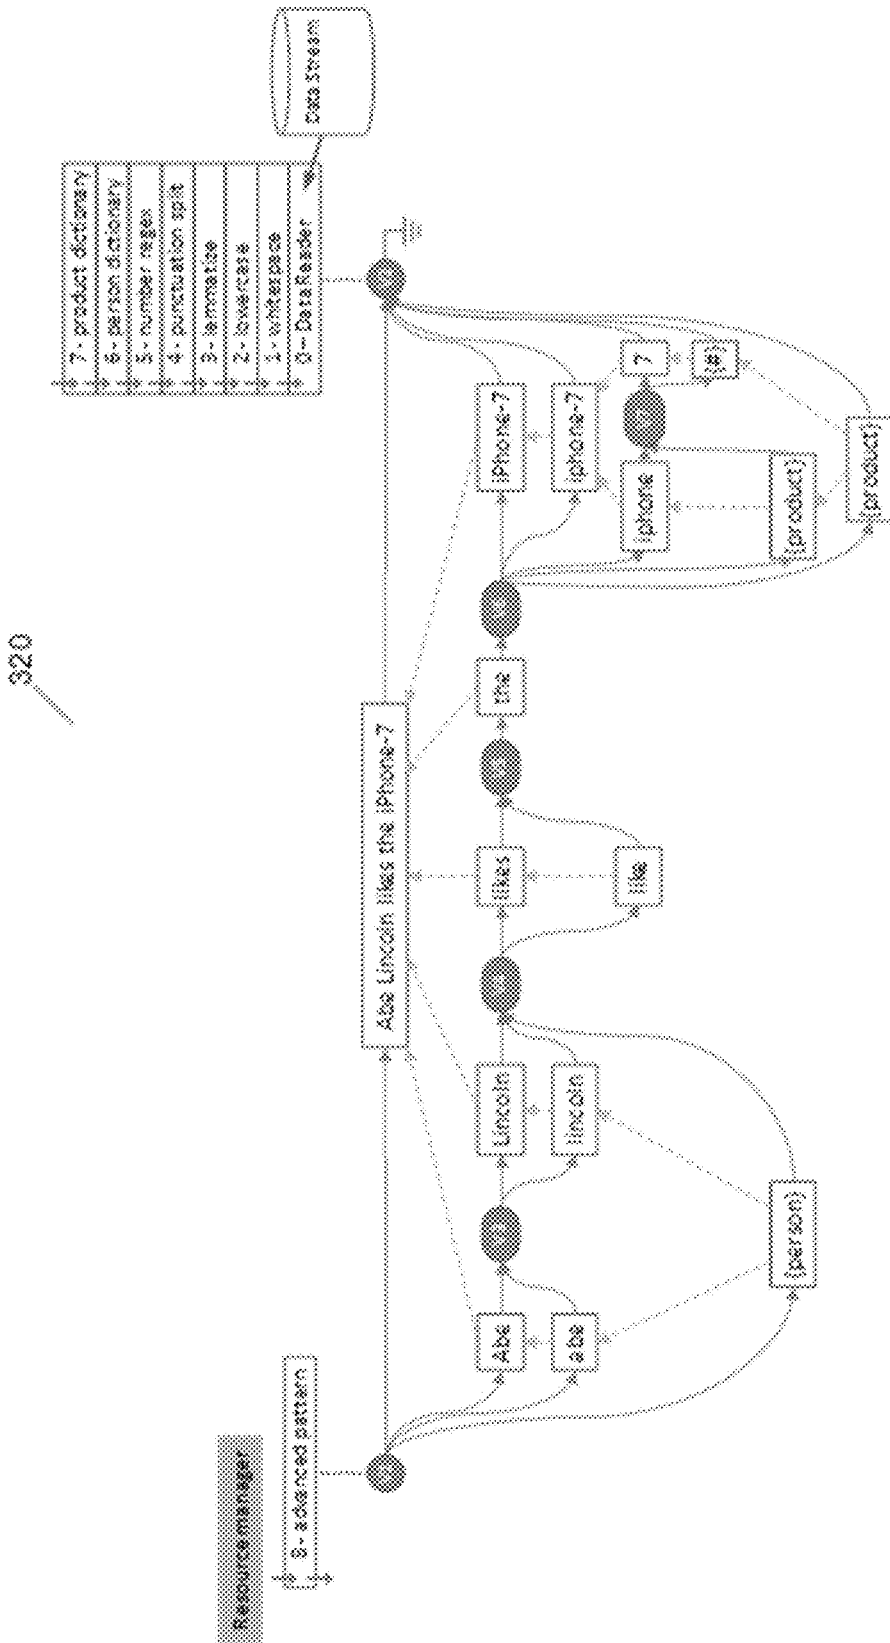 320
Resource manager
8 - advanced pattern
7 - product dictionary
6 - person dictionary
5 - number regex
4 - punctuation split
3 - lemmatize
2 - lowercase
1 - whitespace
0 - DataReader
Data Stream
Abe Lincoln likes the iPhone-7
Abe
Lincoln
likes
the
iPhone-7
abe
lincoln
like
iphone-7
iphone
7
{#}
{person}
{product}
{product}